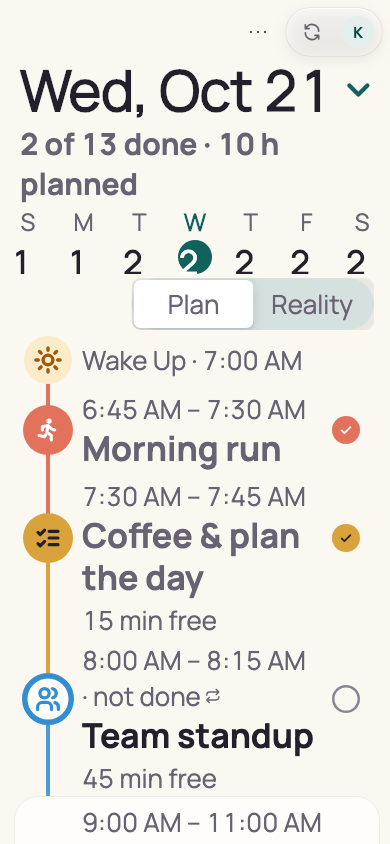 ...
K
Wed, Oct 21
2 of 13 done · 10 h
planned
S M T W T F S
1 1 2 2 2 2 2
Plan Reality
Wake Up · 7:00 AM
6:45 AM – 7:30 AM
Morning run
7:30 AM – 7:45 AM
Coffee & plan
the day
15 min free
8:00 AM – 8:15 AM
· not done
Team standup
45 min free
9:00 AM – 11:00 AM